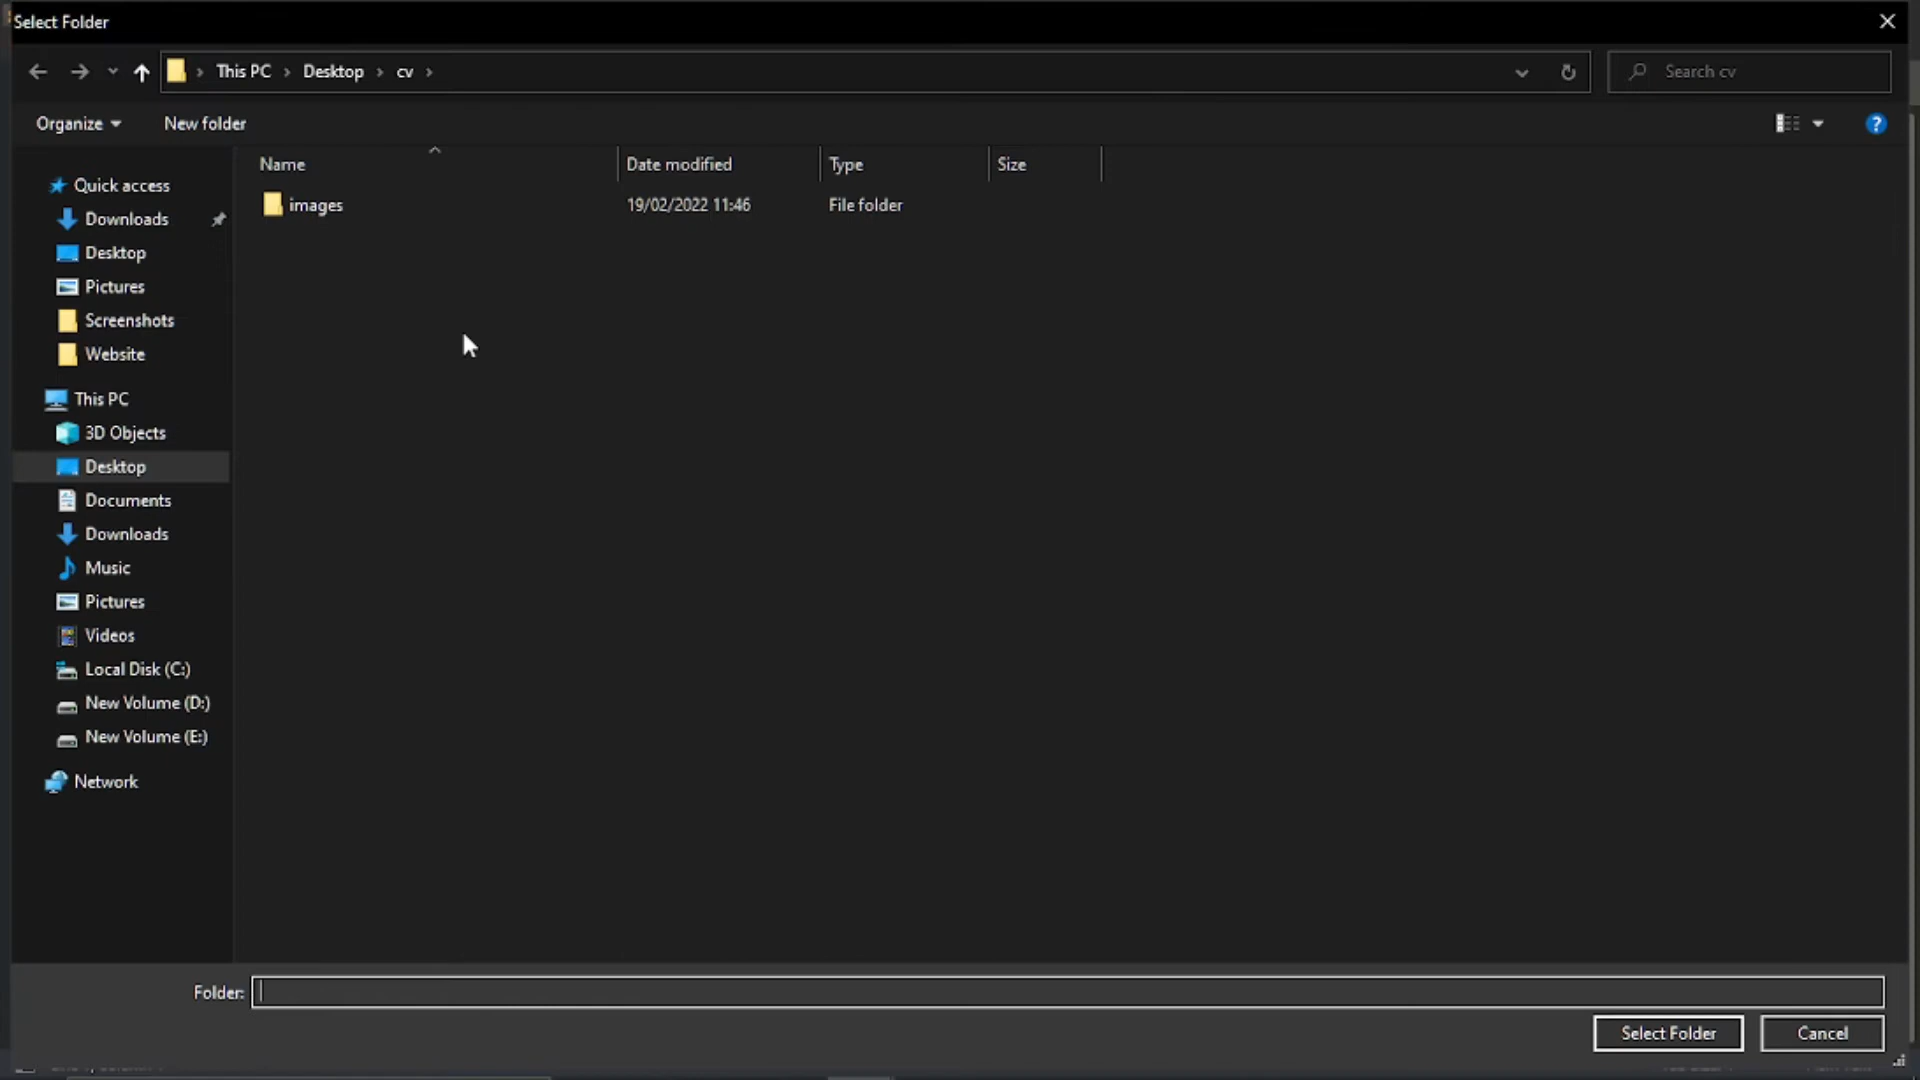 Select Folder
This PC > Desktop > cv >
Search cv
Organize
New folder
?
Name
Date modified
Type
Size
images
19/02/2022 11:46
File folder
Quick access
Downloads
Desktop
Pictures
Screenshots
Website
This PC
3D Objects
Desktop
Documents
Downloads
Music
Pictures
Videos
Local Disk (C:)
New Volume (D:)
New Volume (E:)
Network
Folder:
Select Folder
Cancel